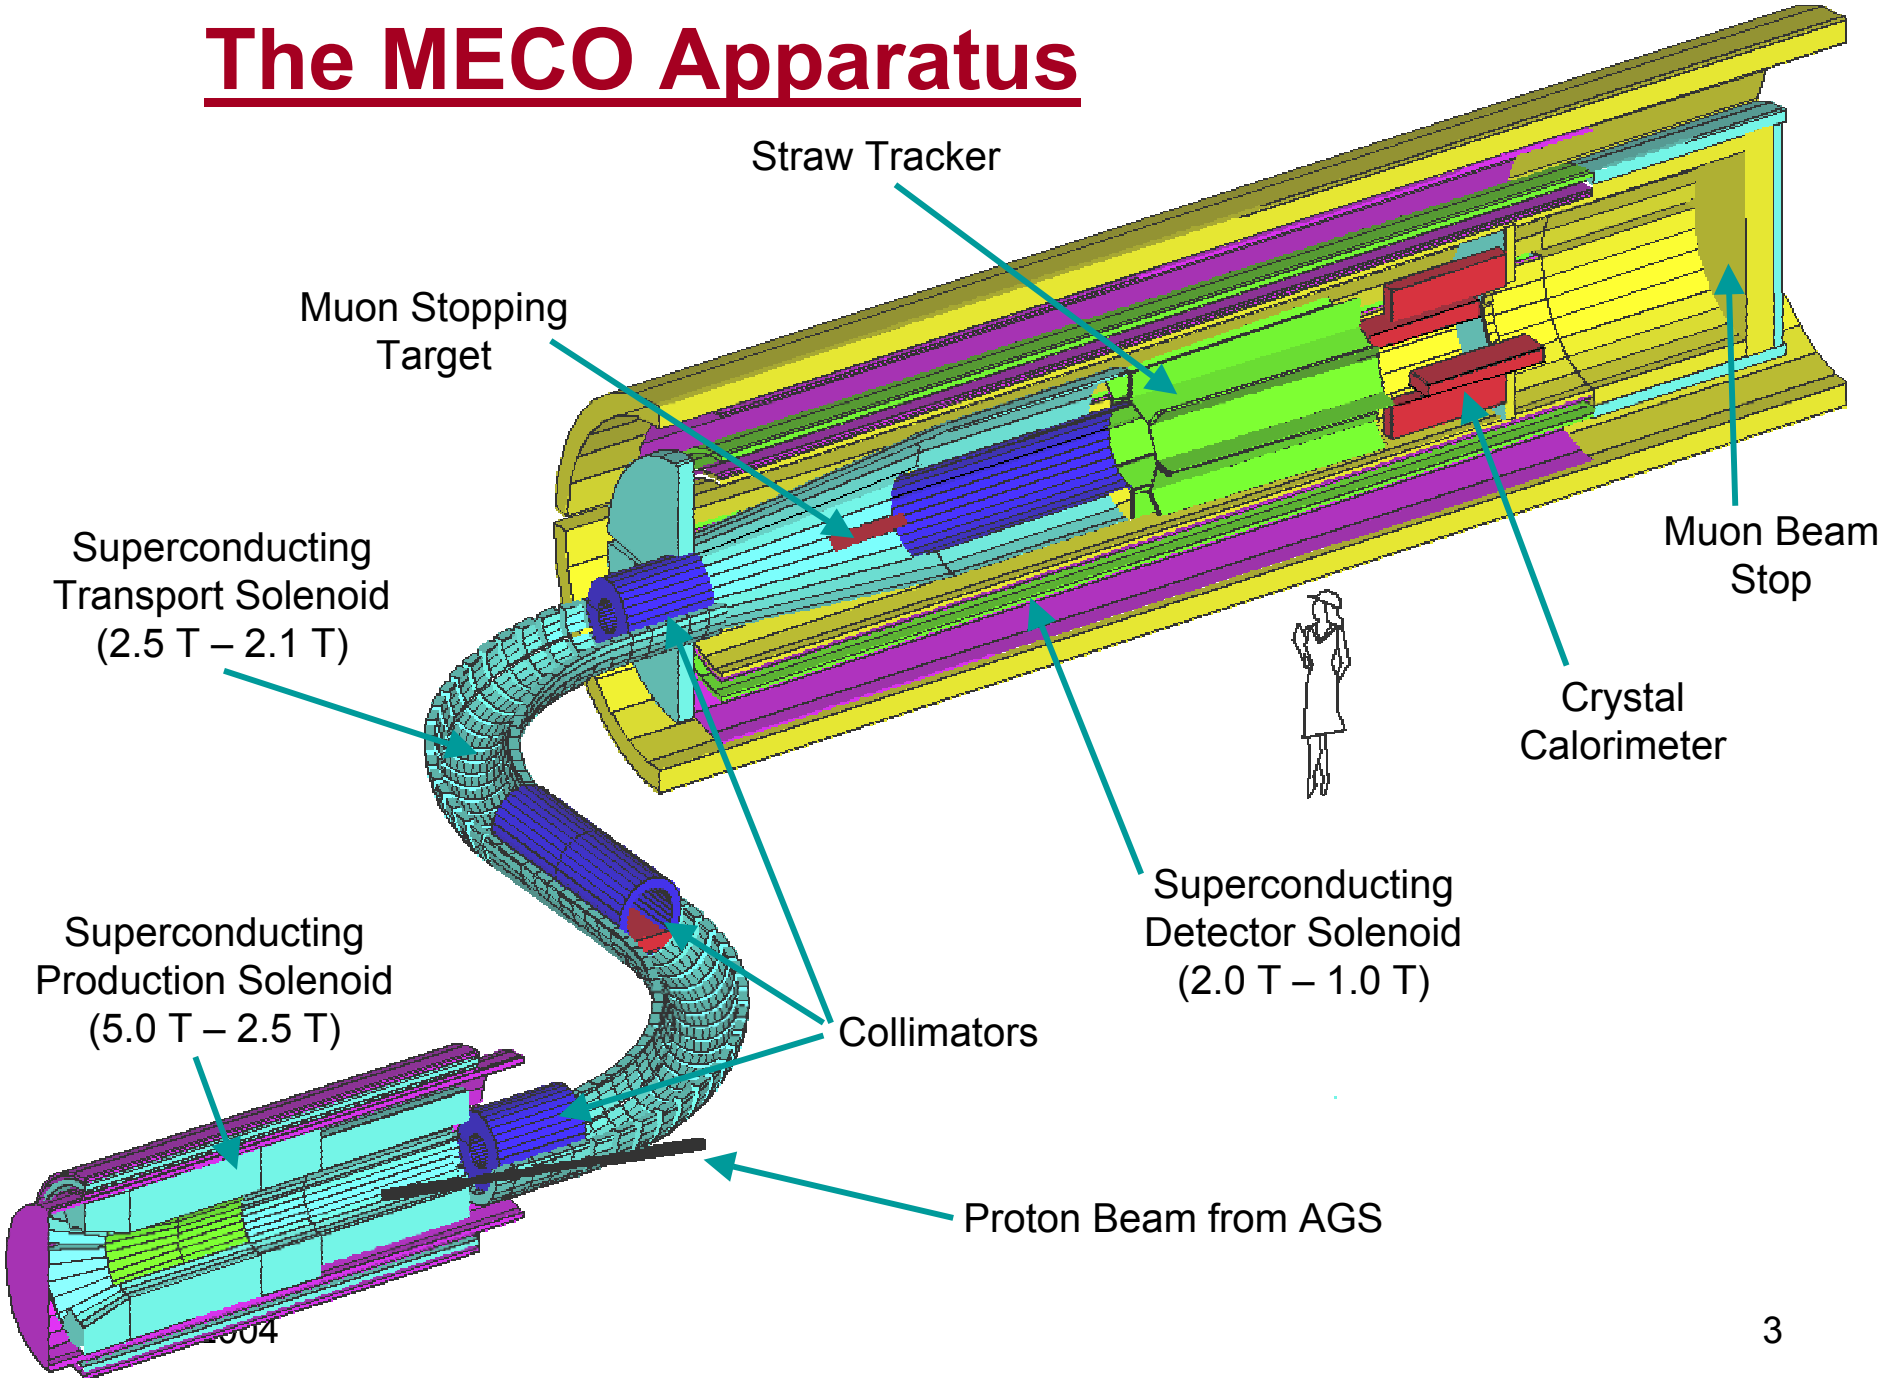 The MECO Apparatus
Straw Tracker
Muon Stopping
Target
Superconducting
Transport Solenoid
(2.5 T – 2.1 T)
Muon Beam
Stop
Crystal
Calorimeter
Superconducting
Detector Solenoid
(2.0 T – 1.0 T)
Superconducting
Production Solenoid
(5.0 T – 2.5 T)
Collimators
Proton Beam from AGS
2004
3